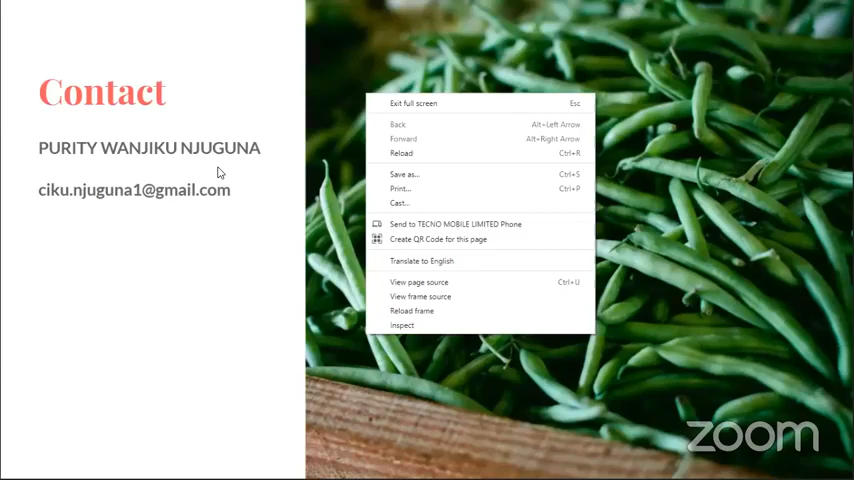 Contact
PURITY WANJIKU NJUGUNA
ciku.njuguna1@gmail.com
Exit full screen Esc
Back Alt+Left Arrow
Forward Alt+Right Arrow
Reload Ctrl+R
Save as... Ctrl+S
Print... Ctrl+P
Cast...
Send to TECNO MOBILE LIMITED Phone
Create QR Code for this page
Translate to English
View page source Ctrl+U
View frame source
Reload frame
Inspect
zoom